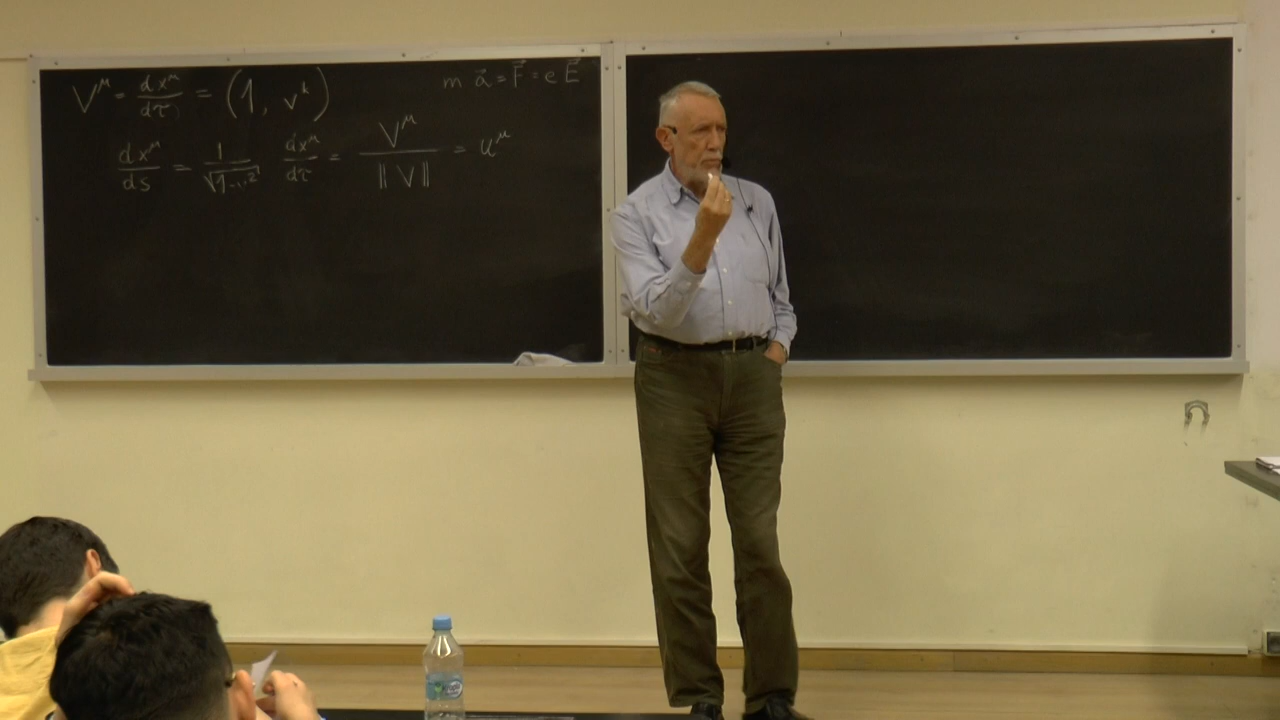 V^μ = dx^μ/dτ = (1, v^k)
m a⃗ = F⃗ = e E⃗
dx^μ/ds = 1/√(1-v²) dx^μ/dτ = V^μ/‖V‖ = u^μ